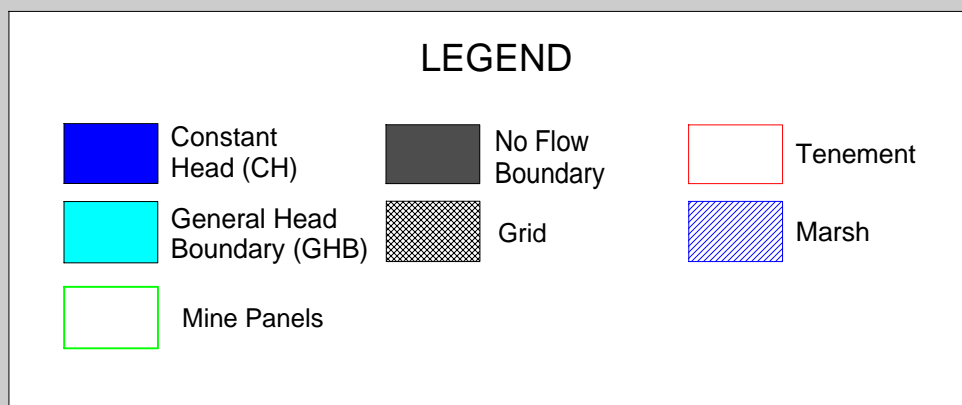 LEGEND
Constant
Head (CH)
No Flow
Boundary
Tenement
General Head
Boundary (GHB)
Grid
Marsh
Mine Panels